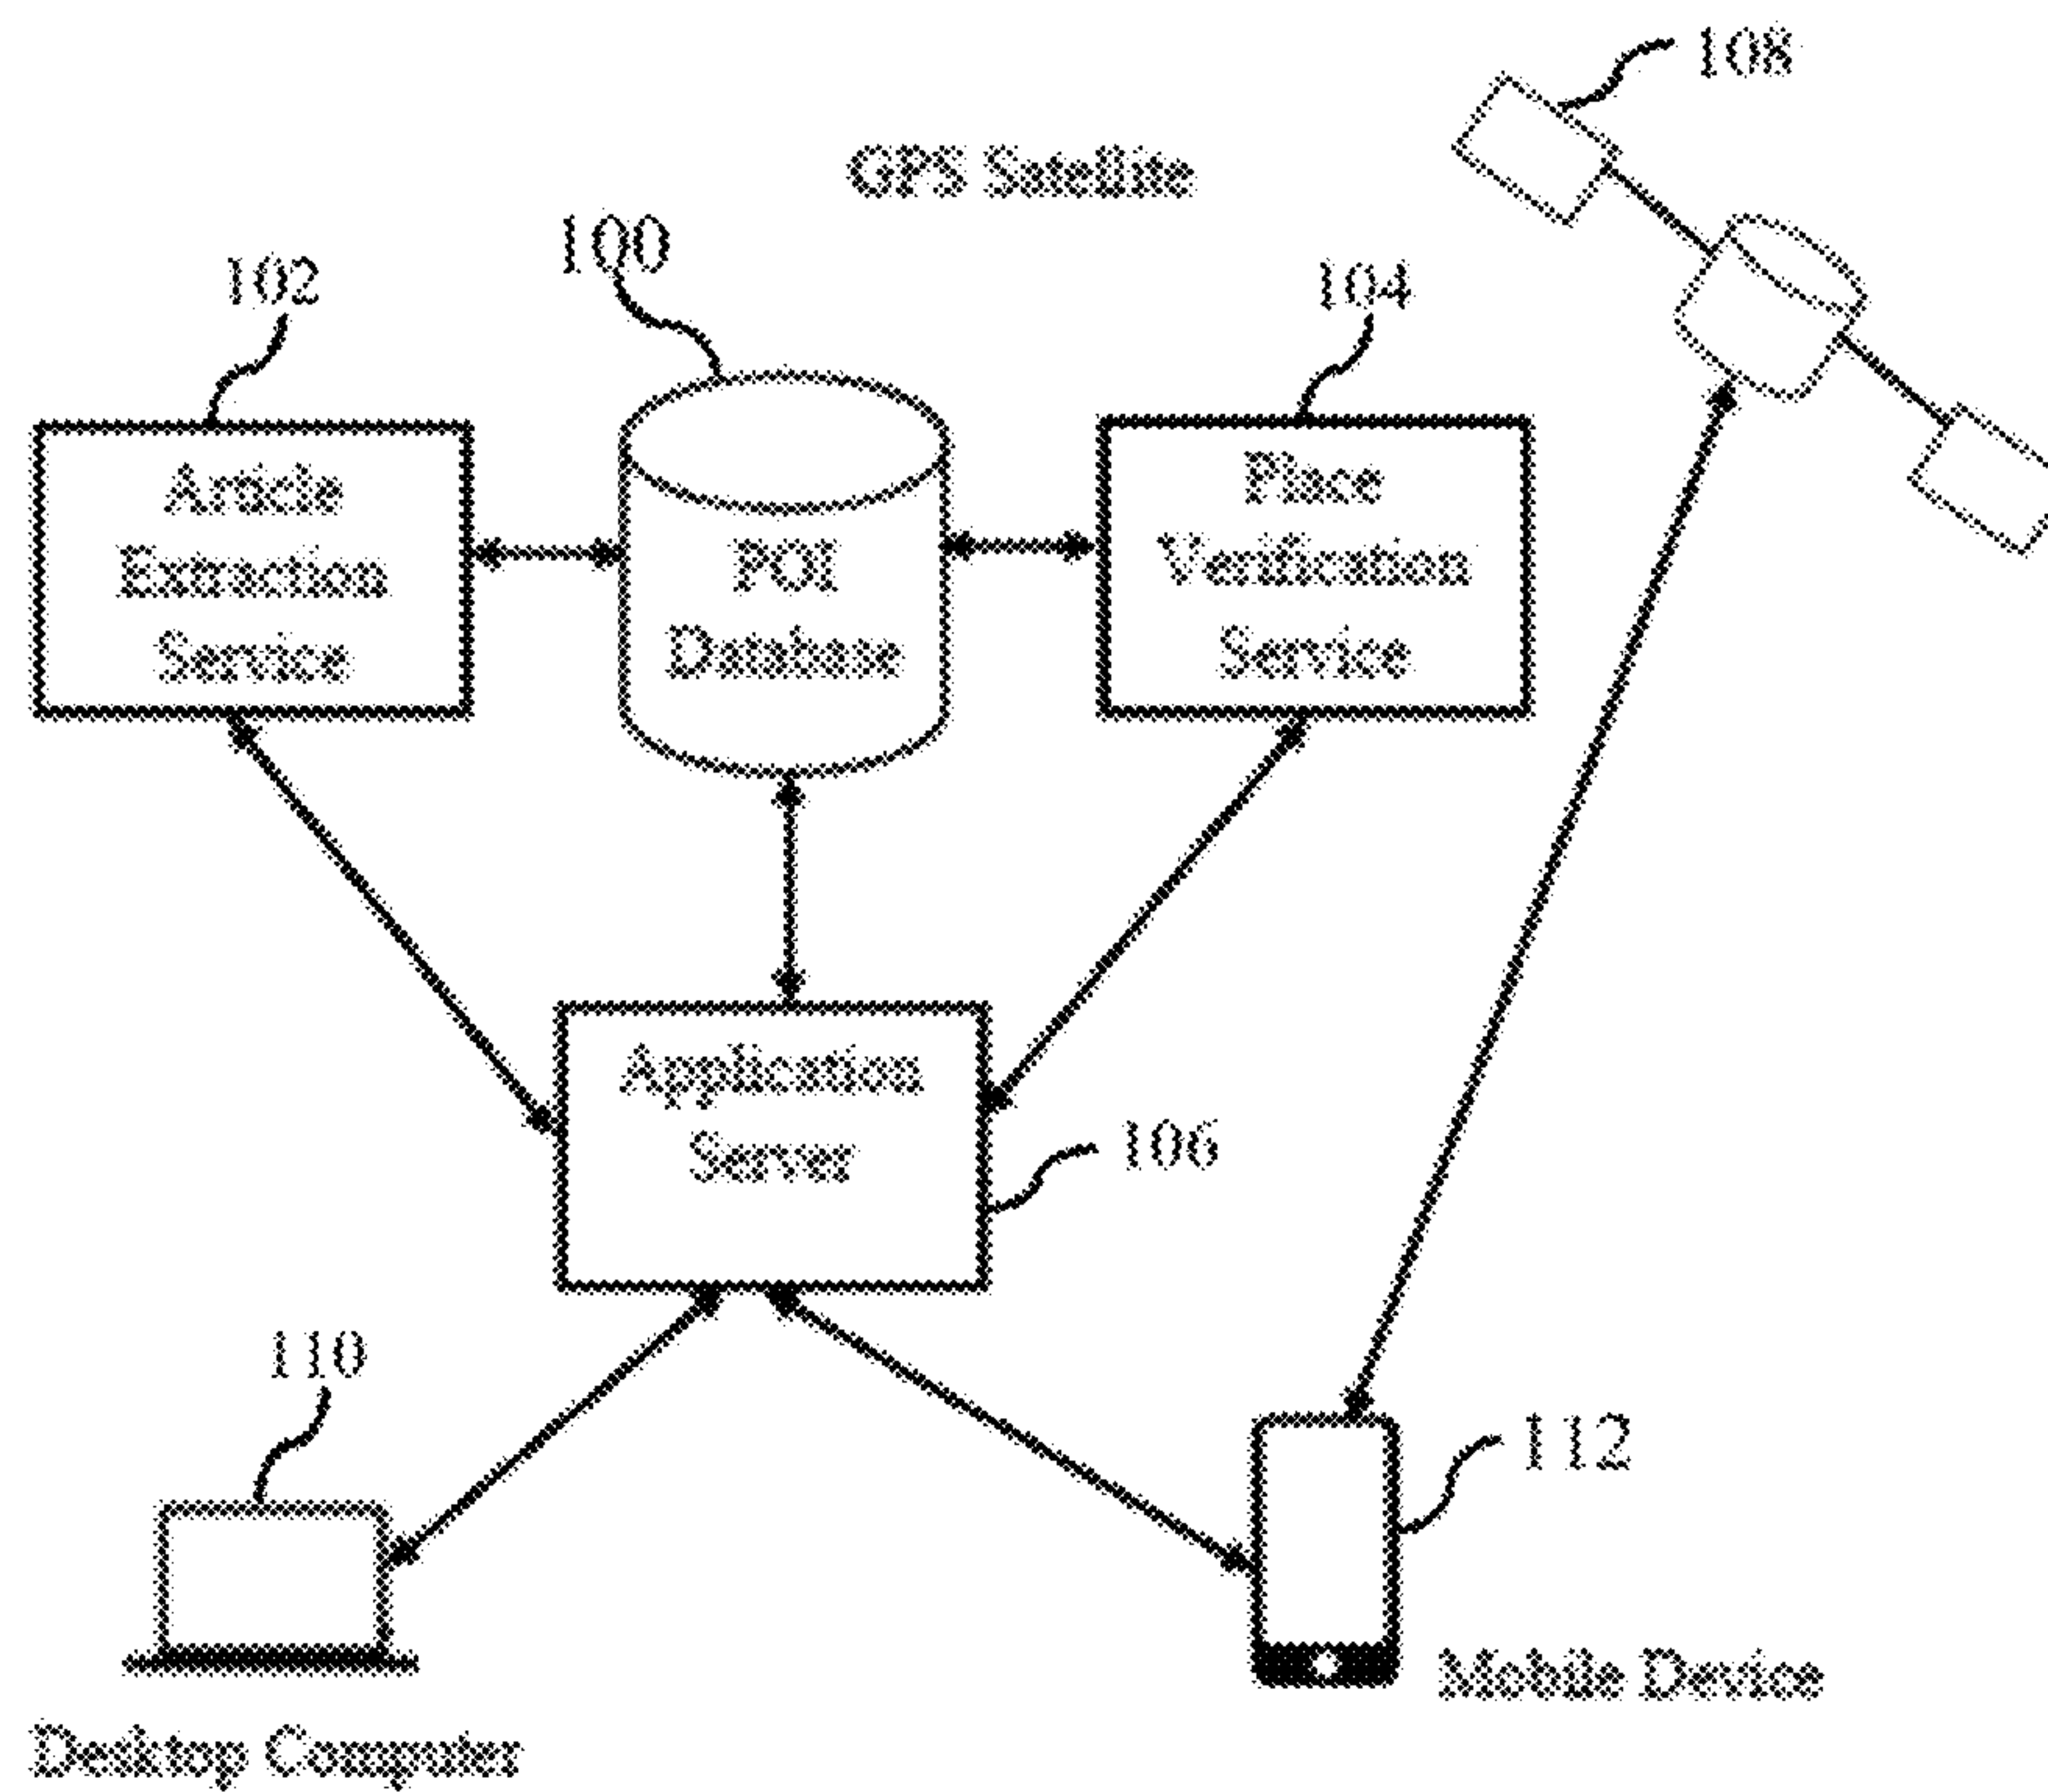 108
GPS Satellite
100
102
104
Article
Extraction
Service
POI
Database
Place
Verification
Service
Application
Server
106
110
112
Mobile Device
Desktop Computer